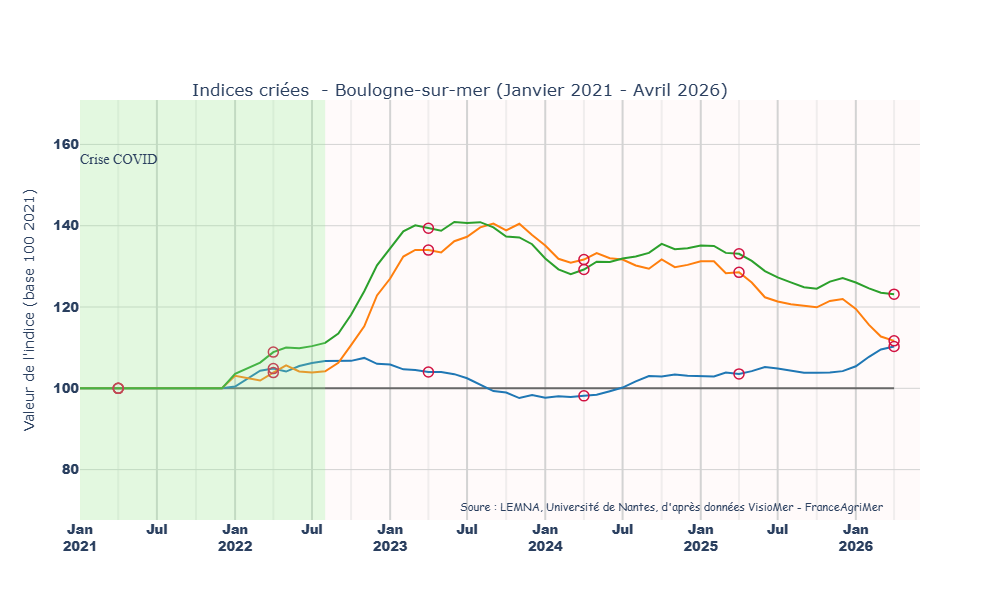 Indices criées  - Boulogne-sur-mer (Janvier 2021 - Avril 2026)
160
Crise COVID
140
120
100
80
Valeur de l'indice (base 100 2021)
Soure : LEMNA, Université de Nantes, d'après données VisioMer - FranceAgriMer
Jan Jul Jan Jul Jan Jul Jan Jul Jan Jul Jan
2021 2022 2023 2024 2025 2026